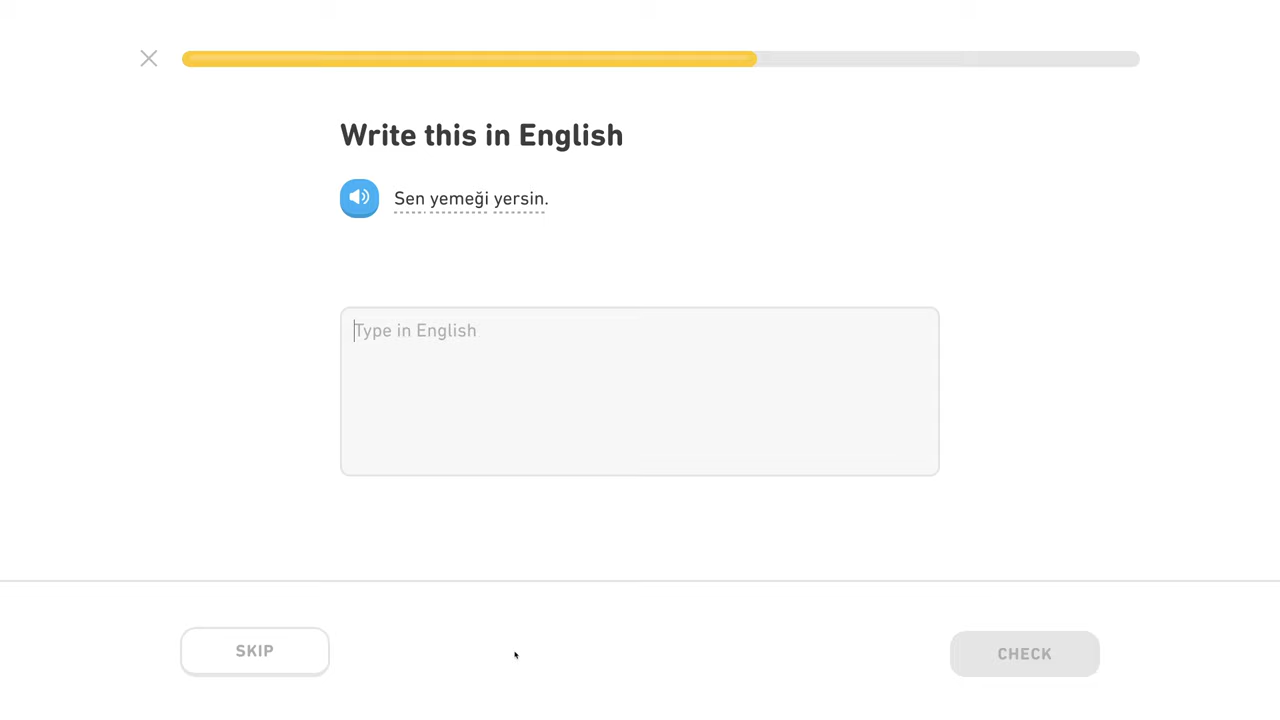 Write this in English
Sen yemeği yersin.
Type in English
SKIP
CHECK